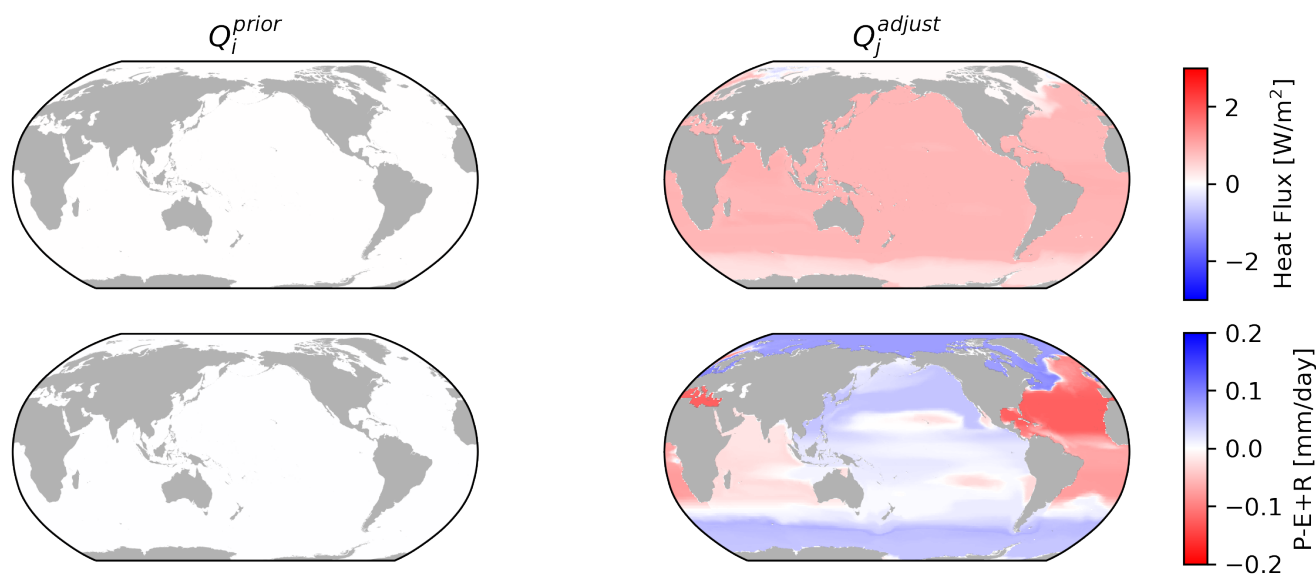 $Q_i^{prior}$
$Q_j^{adjust}$
2
0
−2
Heat Flux [W/m²]
0.2
0.1
0.0
−0.1
−0.2
P-E+R [mm/day]